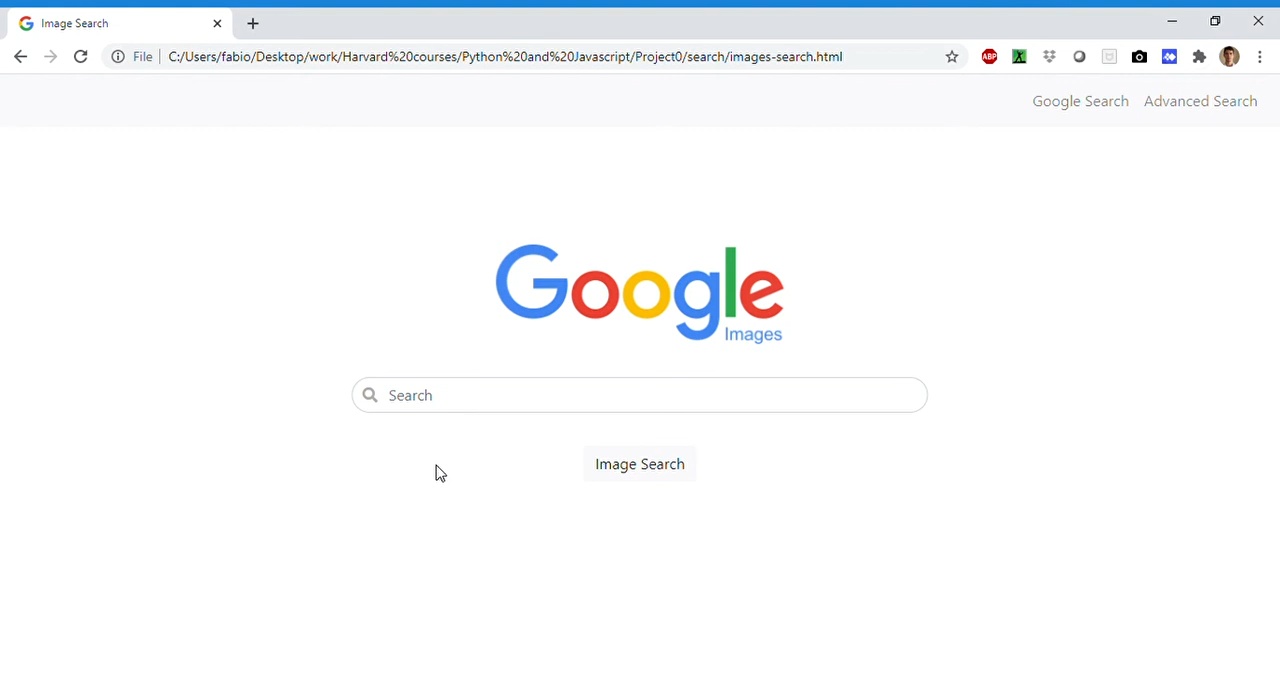 Image Search
File C:/Users/fabio/Desktop/work/Harvard%20courses/Python%20and%20Javascript/Project0/search/images-search.html
ABP
Google Search Advanced Search
Google
Images
Search
Image Search